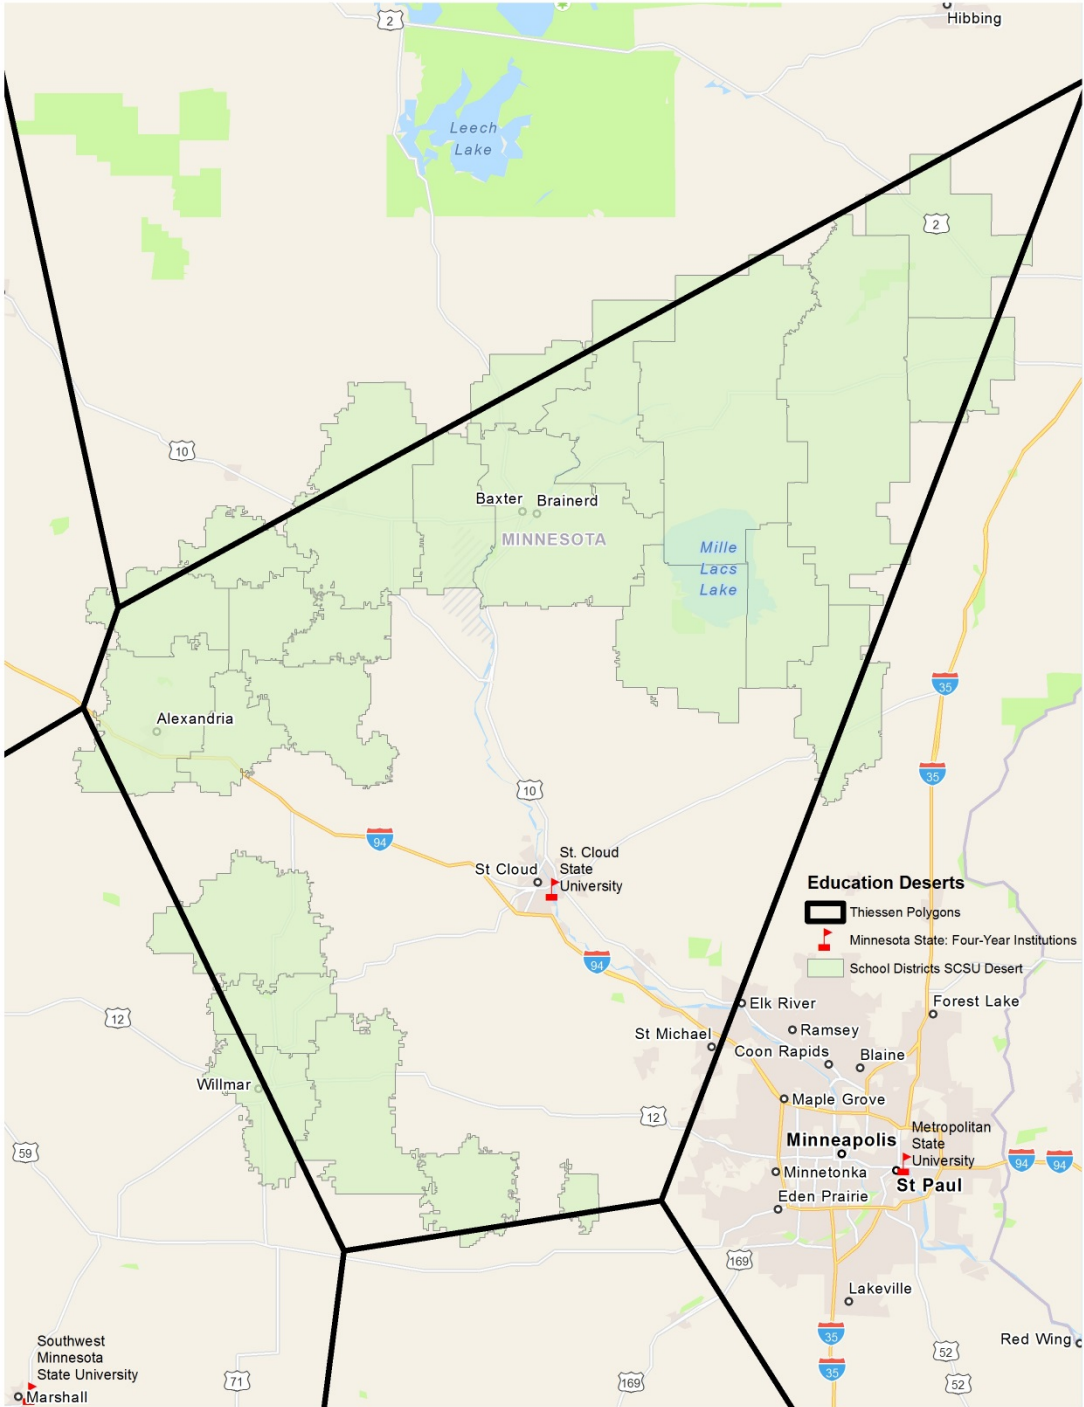 2
Hibbing
Leech
Lake
2
10
Baxter
Brainerd
MINNESOTA
Mille
Lacs
Lake
35
Alexandria
35
10
94
St Cloud
St. Cloud
State
University
Education Deserts
Thiessen Polygons
Minnesota State: Four-Year Institutions
School Districts SCSU Desert
94
12
Elk River
Forest Lake
Ramsey
St Michael
Coon Rapids
Blaine
Willmar
Maple Grove
12
59
Minneapolis
Metropolitan
State
University
Minnetonka
94
94
St Paul
Eden Prairie
169
Lakeville
35
Red Wing
Southwest
Minnesota
State University
52
35
71
169
52
Marshall